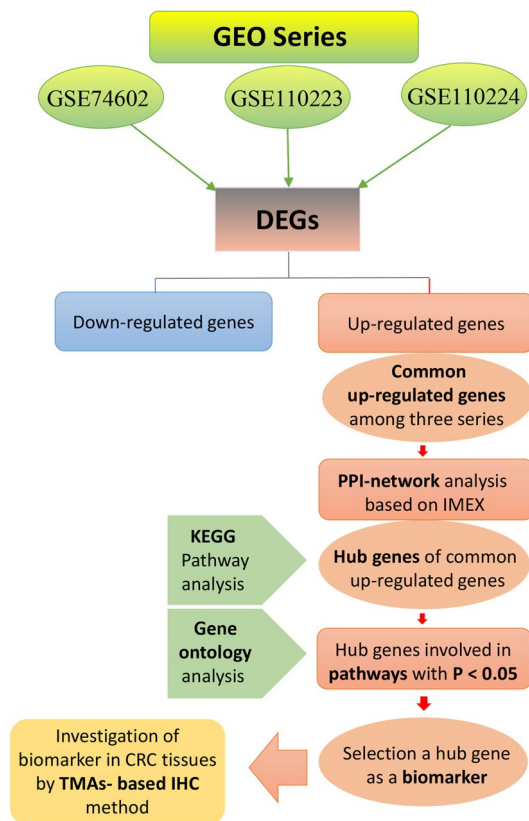 GEO Series
GSE74602
GSE110223
GSE110224
DEGs
Down-regulated genes
Up-regulated genes
Common
up-regulated genes
among three series
PPI-network analysis
based on IMEX
KEGG
Pathway
analysis
Hub genes of common
up-regulated genes
Gene
ontology
analysis
Hub genes involved in
pathways with P < 0.05
Selection a hub gene
as a biomarker
Investigation of
biomarker in CRC tissues
by TMAs- based IHC
method